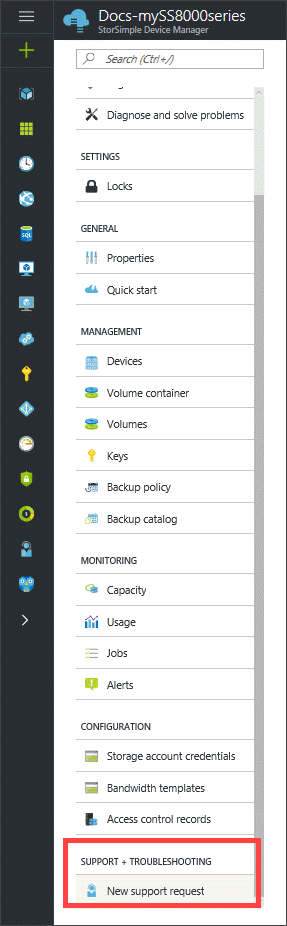 Docs-mySS8000series
StorSimple Device Manager
Search (Ctrl+/)
Diagnose and solve problems
SETTINGS
Locks
GENERAL
Properties
Quick start
MANAGEMENT
Devices
Volume container
Volumes
Keys
Backup policy
Backup catalog
MONITORING
Capacity
Usage
Jobs
Alerts
CONFIGURATION
Storage account credentials
Bandwidth templates
Access control records
SUPPORT + TROUBLESHOOTING
New support request